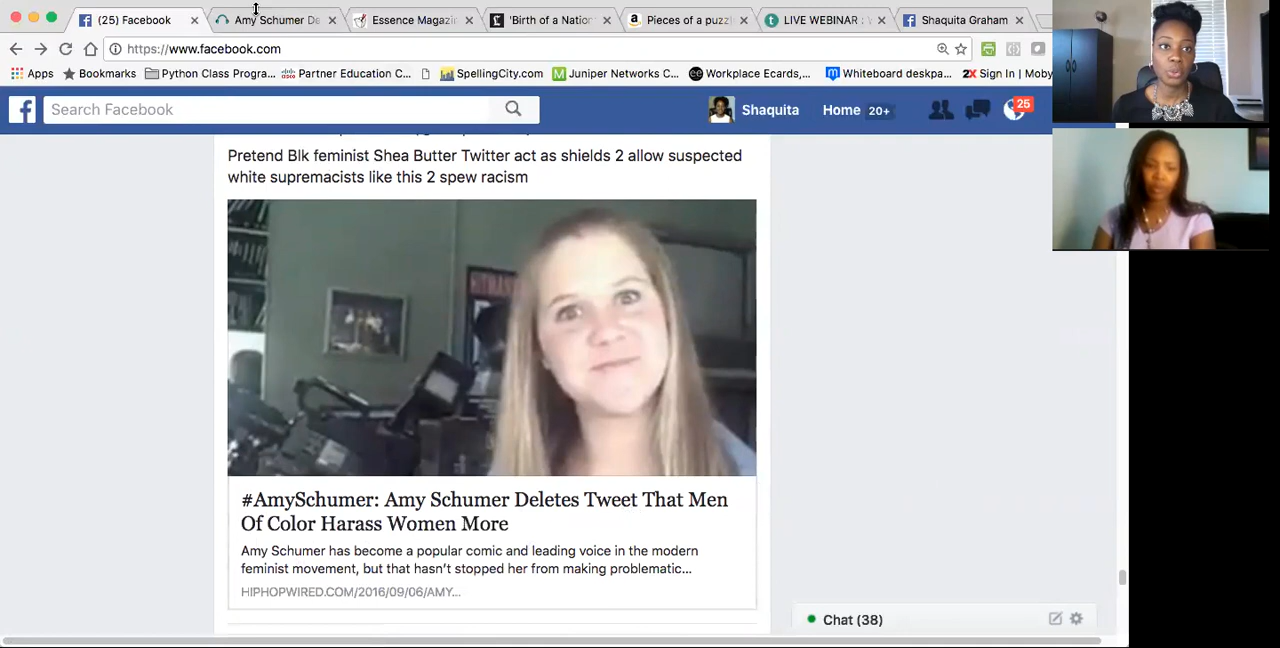 (25) Facebook
Amy Schumer De
Essence Magazi
'Birth of a Nation
Pieces of a puzz
LIVE WEBINAR : 
Shaquita Graham
https://www.facebook.com
Apps Bookmarks Python Class Progra... Partner Education C... SpellingCity.com Juniper Networks C... Workplace Ecards,... Whiteboard deskpa... 2X Sign In | Moby
Search Facebook
Shaquita Home 20+ 25
Pretend Blk feminist Shea Butter Twitter act as shields 2 allow suspected
white supremacists like this 2 spew racism
#AmySchumer: Amy Schumer Deletes Tweet That Men
Of Color Harass Women More
Amy Schumer has become a popular comic and leading voice in the modern
feminist movement, but that hasn't stopped her from making problematic...
HIPHOPWIRED.COM/2016/09/06/AMY...
Chat (38)